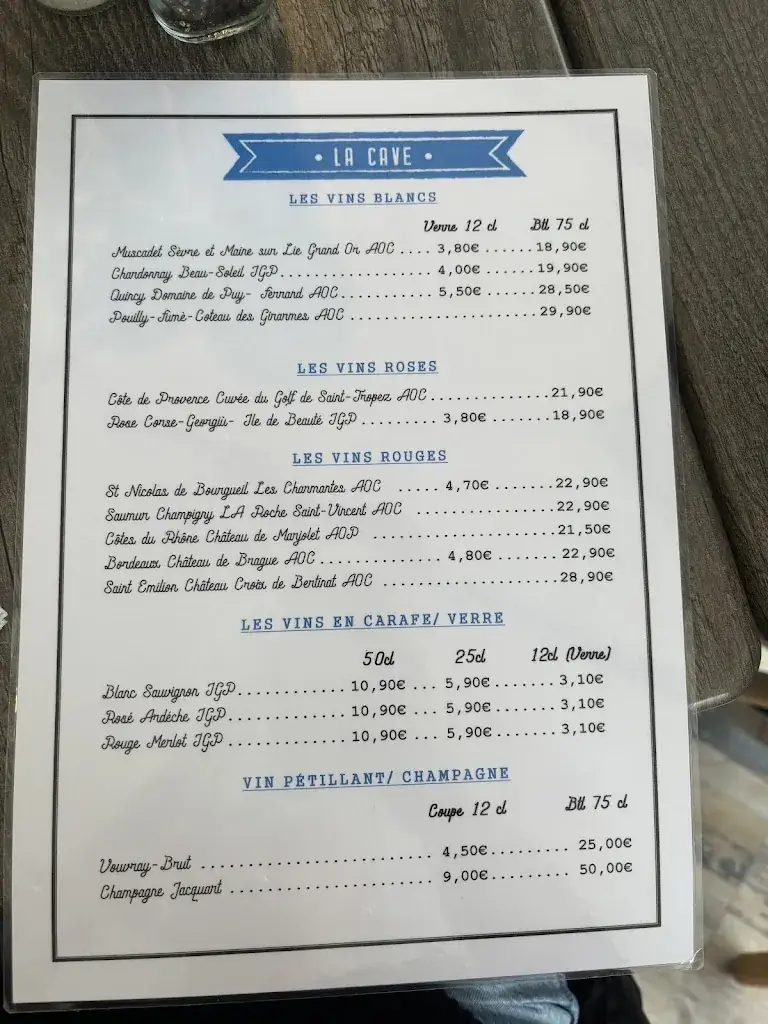 • LA CAVE •
LES VINS BLANCS
Verre 12 cl Btl 75 cl
Muscadet Sèvre et Maine sur Lie Grand Or AOC .... 3,80€ ......18,90€
Chardonnay Beau-Soleil IGP.................. 4,00€ ......19,90€
Quincy Domaine de Puy- Fernand AOC........... 5,50€ ......28,50€
Pouilly-Fumè-Coteau des Girarmes AOC ......................29,90€
LES VINS ROSES
Côte de Provence Cuvée du Golf de Saint-Tropez AOC..............21,90€
Rose Corse-Georgiù- Ile de Beauté IGP......... 3,80€ .......18,90€
LES VINS ROUGES
St Nicolas de Bourgueil Les Charmantes AOC ..... 4,70€ .......22,90€
Saumur Champigny LA Roche Saint-Vincent AOC ................22,90€
Côtes du Rhône Château de Marjolet AOP .....................21,50€
Bordeaux Château de Brague AOC.............. 4,80€ ....... 22,90€
Saint Emilion Château Croix de Bertinat AOC ....................28,90€
LES VINS EN CARAFE/ VERRE
50cl 25cl 12cl (Verre)
Blanc Sauvignon IGP............ 10,90€ ... 5,90€....... 3,10€
Rosé Ardèche IGP............. 10,90€ ... 5,90€....... 3,10€
Rouge Merlot IGP ............. 10,90€ ... 5,90€....... 3,10€
VIN PÉTILLANT/ CHAMPAGNE
Coupe 12 cl Btl 75 cl
Vouvray-Brut ......................... 4,50€......... 25,00€
Champagne Jacquart ...................... 9,00€......... 50,00€